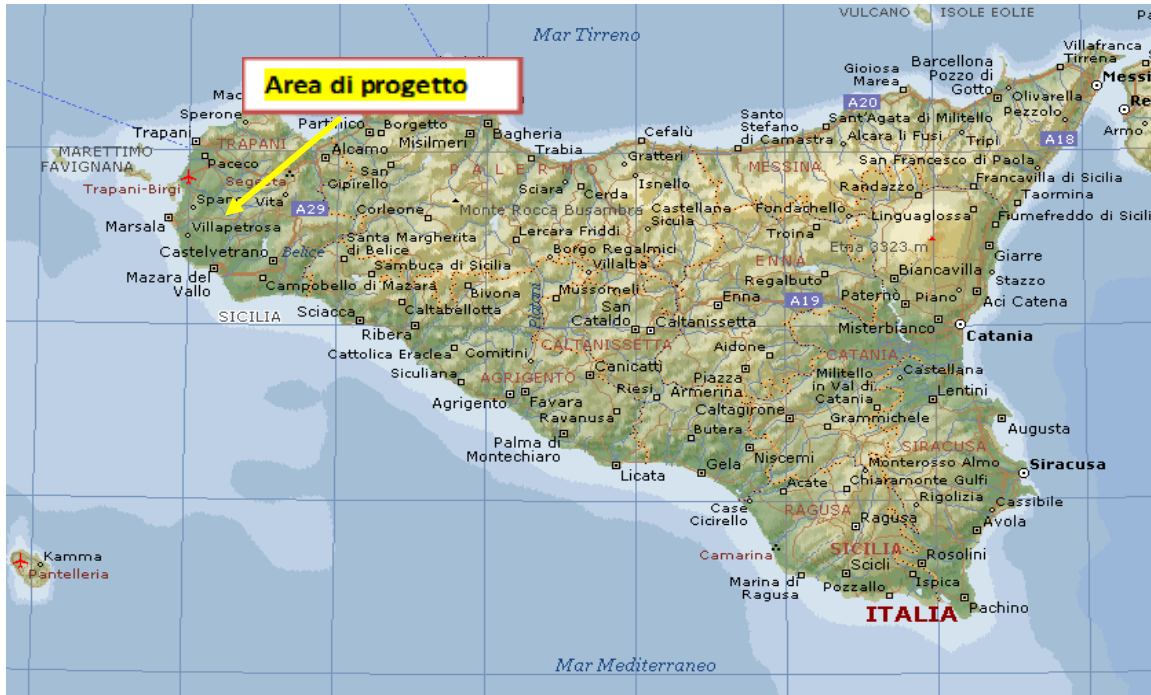 VULCANO
ISOLE EOLIE
Pa
Mar Tirreno
Villafranca
Tirrena
Area di progetto
Gioiosa
Marea
Barcellona
Pozzo di
Gotto
Messi
Olivarella
Re
Mac
Sperone
Partinico
Borgetto
Bagheria
Cefalù
Santo
Stefano
di Camastra
A20
Sant'Agata di Militello
Pezzolo
Armo
Trapani
TRAPANI
Misilmeri
Alcara li Fusi
Tripi
A18
MARETTIMO
FAVIGNANA
Paceco
Alcamo
Trabia
Gratteri
MESSINA
San Francesco di Paola
Trapani-Birgi
Segesta
Gipirello
San
PALERMO
Sciara
Cerda
Isnello
Randazzo
Francavilla di Sicilia
Taormina
Span
Vita
A29
Corleone
Monte Rocca Busambra
Castellana
Sicula
Fondachello
Linguaglossa
Fiumefreddo di Sicili
Marsala
Villapetrosa
Santa Margherita
di Belice
Lercara Friddi
Borgo Regalmici
Troina
Etna 3323 m
Castelvetrano
Belice
Sambuca di Sicilia
Villalba
ENNA
Regalbuto
Biancavilla
Giarre
Stazzo
Mazara del
Vallo
Campobello di Mazara
Bivona
Mussomeli
Enna
A19
Paterno
Piano
Aci Catena
SICILIA
Sciacca
Caltabellotta
Platani
San
Cataldo
Caltanissetta
Misterbianco
Catania
Ribera
Cattolica Eraclea
Comitini
CALTANISSETTA
Aidone
CATANIA
Siculiana
AGRIGENTO
Canicattì
Riesi
Piazza
Armerina
Militello
in Val di
Catania
Castellana
Lentini
Agrigento
Favara
Ravanusa
Caltagirone
Grammichele
Augusta
Palma di
Montechiaro
Butera
Niscemi
SIRACUSA
Licata
Gela
Monterosso Almo
Siracusa
Acate
Chiaramonte Gulfi
Case
Cicirello
RAGUSA
Rigolizia
Cassibile
Ragusa
Avola
Kamma
Pantelleria
Camarina
SICILIA
Rosolini
Marina di
Ragusa
Scicli
Pozzallo
Ispica
Pachino
ITALIA
Mar Mediterraneo